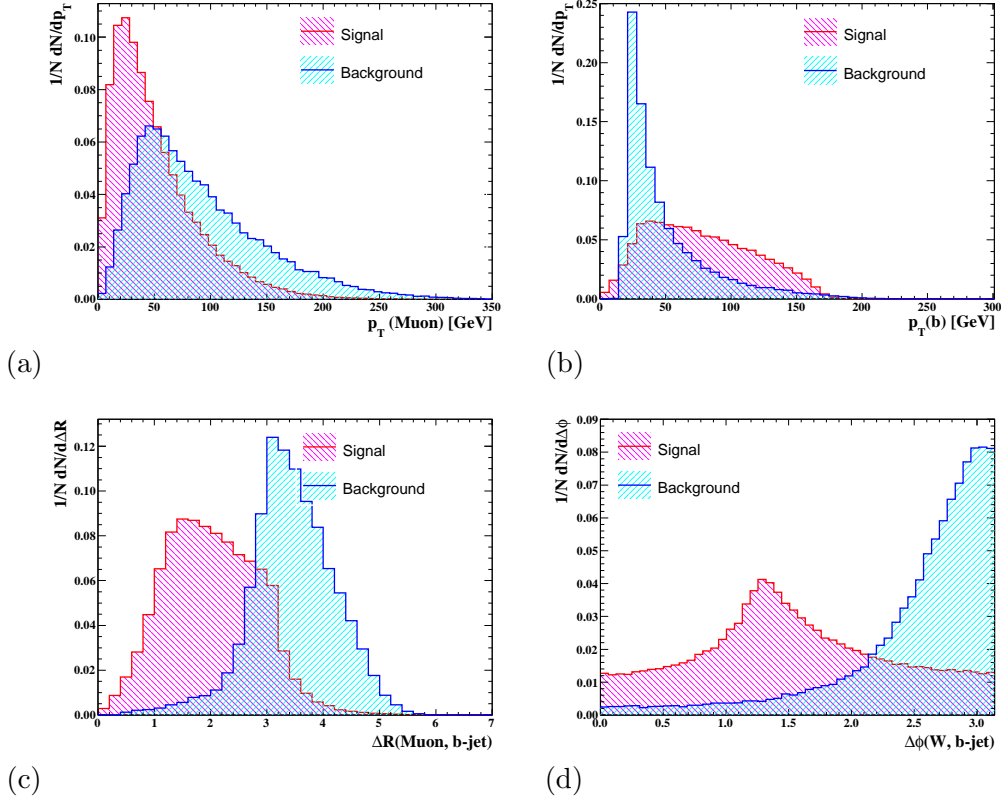 1/N dN/dp_T
0.10
0.08
0.06
0.04
0.02
0.00
Signal
Background
0 50 100 150 200 250 300 350
p_T (Muon) [GeV]
(a)
1/N dN/dp_T
0.25
0.20
0.15
0.10
0.05
0.00
Signal
Background
0 50 100 150 200 250 300
p_T(b) [GeV]
(b)
1/N dN/dΔR
0.12
0.10
0.08
0.06
0.04
0.02
0.00
Signal
Background
0 1 2 3 4 5 6 7
ΔR(Muon, b-jet)
(c)
1/N dN/dΔϕ
0.09
0.08
0.07
0.06
0.05
0.04
0.03
0.02
0.01
0.00
Signal
Background
0.0 0.5 1.0 1.5 2.0 2.5 3.0
Δϕ(W, b-jet)
(d)